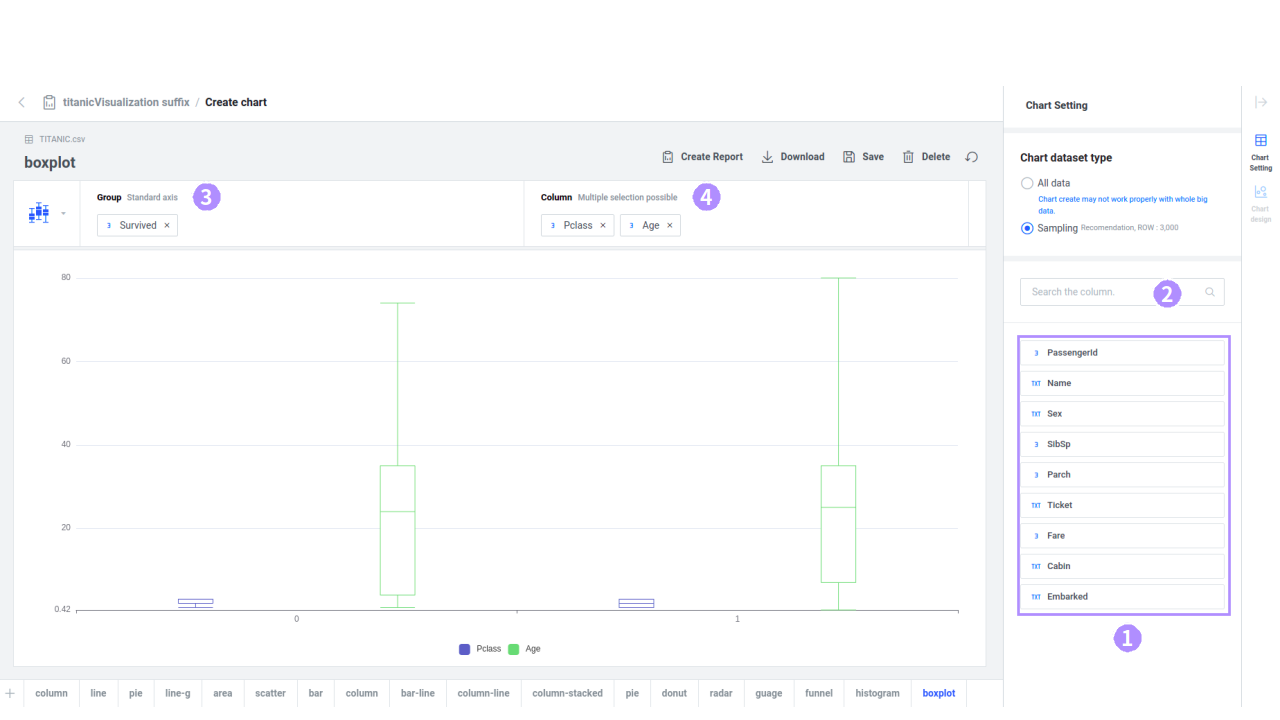 titanicVisualization suffix / Create chart
TITANIC.csv
boxplot
Create Report Download Save Delete
Group Standard axis 3
3 Survived ×
Column Multiple selection possible 4
3 Pclass × 3 Age ×
80
60
40
20
0.42
0 1
Pclass Age
+ column line pie line-g area scatter bar column bar-line column-line column-stacked pie donut radar guage funnel histogram boxplot
Chart Setting
Chart dataset type
All data
Chart create may not work properly with whole big
data.
Sampling Recomendation, ROW : 3,000
Search the column. 2
3 PassengerId
TXT Name
TXT Sex
3 SibSp
3 Parch
TXT Ticket
3 Fare
TXT Cabin
TXT Embarked
1
Chart
Setting
Chart
design